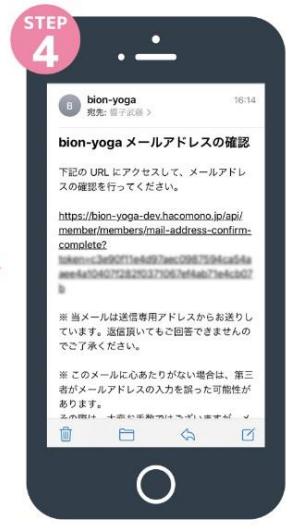 STEP
4
B
bion-yoga
16:14
宛先:
bion-yoga メールアドレスの確認
下記の URL にアクセスして、メールアドレ
スの確認を行ってください。
https://bion-yoga-dev.hacomono.jp/api/
member/members/mail-address-confirm-
complete?
※ 当メールは送信専用アドレスからお送りし
ています。返信頂いてもご回答できませんの
でご了承ください。
※ このメールに心あたりがない場合は、第三
者がメールアドレスの入力を誤った可能性が
あります。